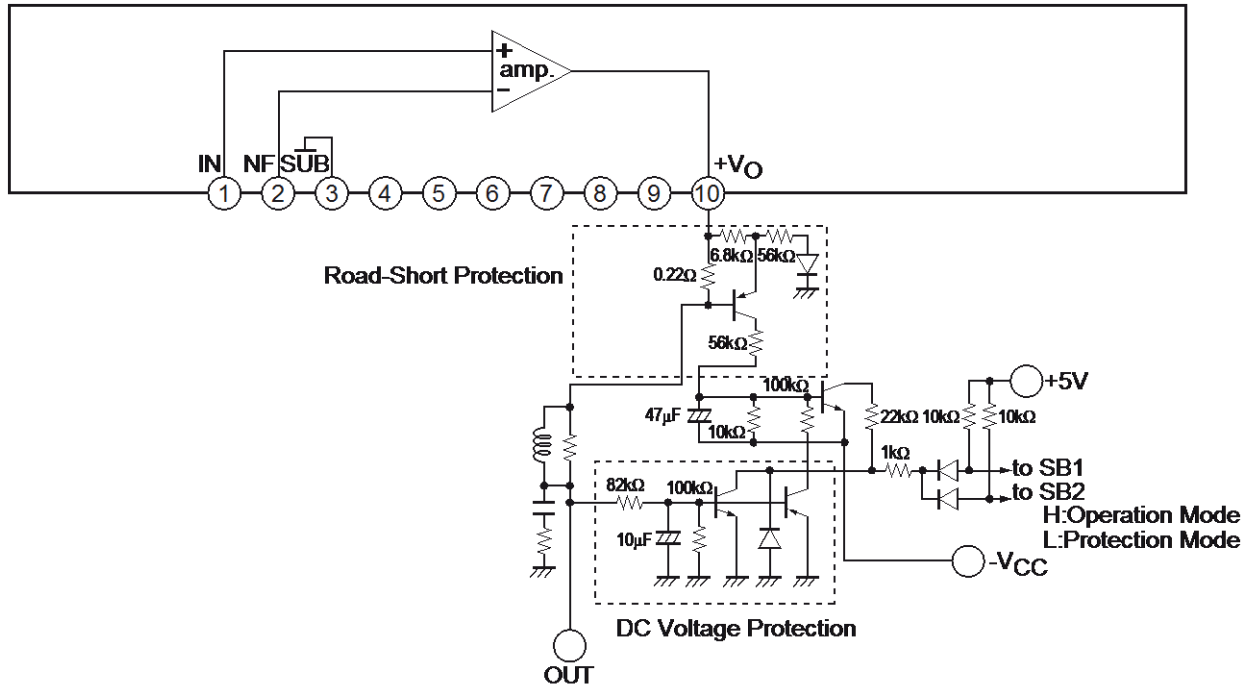 +
amp.
−
IN NF SUB
+VO
1 2 3 4 5 6 7 8 9 10
6.8kΩ 56kΩ
Road-Short Protection
0.22Ω
56kΩ
100kΩ
+5V
47μF
10kΩ
22kΩ 10kΩ 10kΩ
1kΩ
to SB1
to SB2
82kΩ 100kΩ
H:Operation Mode
10μF
L:Protection Mode
-VCC
DC Voltage Protection
OUT